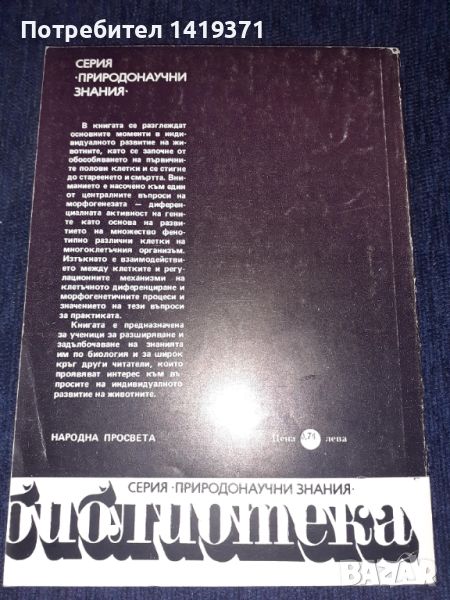 Потребител 1419371
СЕРИЯ
·ПРИРОДОНАУЧНИ
ЗНАНИЯ·
В книгата се разглеждат
основните моменти в инди-
видуалното развитие на жи-
вотните, като се започне от
обособяването на първични-
те полови клетки и се стигне
до стареенето и смъртта. Вни-
манието е насочено към един
от централните въпроси на
морфогенезата — диферен-
циалната активност на гени-
те като основа на разви-
тието на множество фено-
типно различни клетки на
многоклетъчния организъм.
Изтъкнато е взаимодействи-
ето между клетките и регу-
лационните механизми на
клетъчното диференциране и
морфогенетичните процеси и
значението на тези въпроси
за практиката.
Книгата е предназначена
за ученици за разширяване и
задълбочаване на знанията
им по биология и за широк
кръг други читатели, които
проявяват интерес към въ-
просите на индивидуалното
развитие на животните.
НАРОДНА ПРОСВЕТА
Цена 0,74 лева
СЕРИЯ ·ПРИРОДОНАУЧНИ ЗНАНИЯ·
библиотека
BAZAR